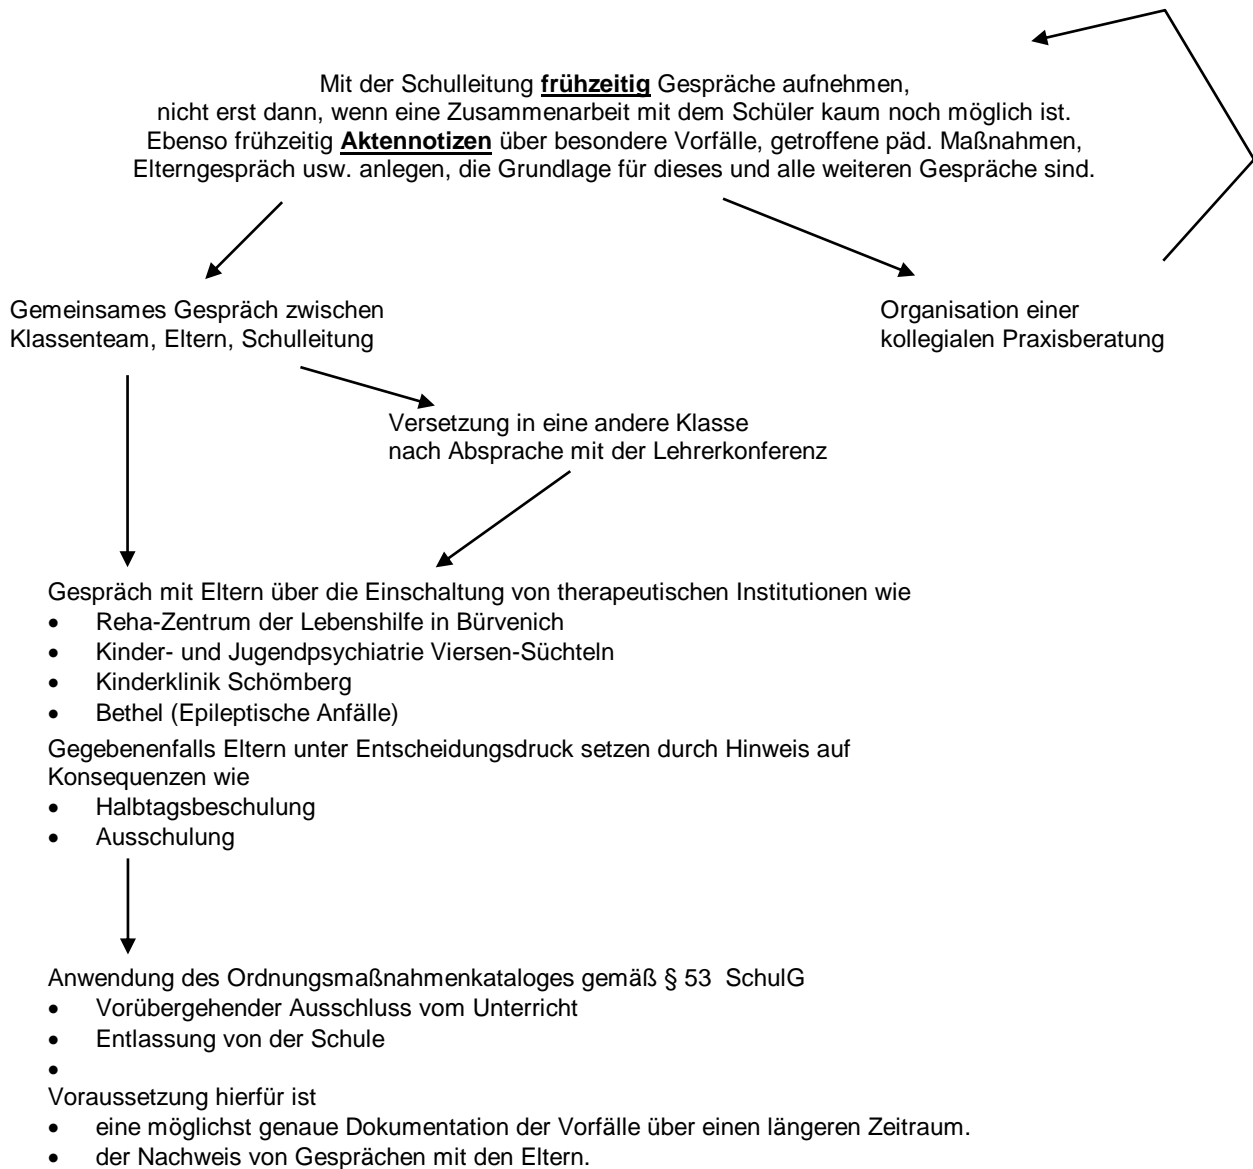 Mit der Schulleitung frühzeitig Gespräche aufnehmen,
nicht erst dann, wenn eine Zusammenarbeit mit dem Schüler kaum noch möglich ist.
Ebenso frühzeitig Aktennotizen über besondere Vorfälle, getroffene päd. Maßnahmen,
Elterngespräch usw. anlegen, die Grundlage für dieses und alle weiteren Gespräche sind.
Gemeinsames Gespräch zwischen
Klassenteam, Eltern, Schulleitung
Organisation einer
kollegialen Praxisberatung
Versetzung in eine andere Klasse
nach Absprache mit der Lehrerkonferenz
Gespräch mit Eltern über die Einschaltung von therapeutischen Institutionen wie
• Reha-Zentrum der Lebenshilfe in Bürvenich
• Kinder- und Jugendpsychiatrie Viersen-Süchteln
• Kinderklinik Schömberg
• Bethel (Epileptische Anfälle)
Gegebenenfalls Eltern unter Entscheidungsdruck setzen durch Hinweis auf
Konsequenzen wie
• Halbtagsbeschulung
• Ausschulung
Anwendung des Ordnungsmaßnahmenkataloges gemäß § 53 SchulG
• Vorübergehender Ausschluss vom Unterricht
• Entlassung von der Schule
•
Voraussetzung hierfür ist
• eine möglichst genaue Dokumentation der Vorfälle über einen längeren Zeitraum.
• der Nachweis von Gesprächen mit den Eltern.